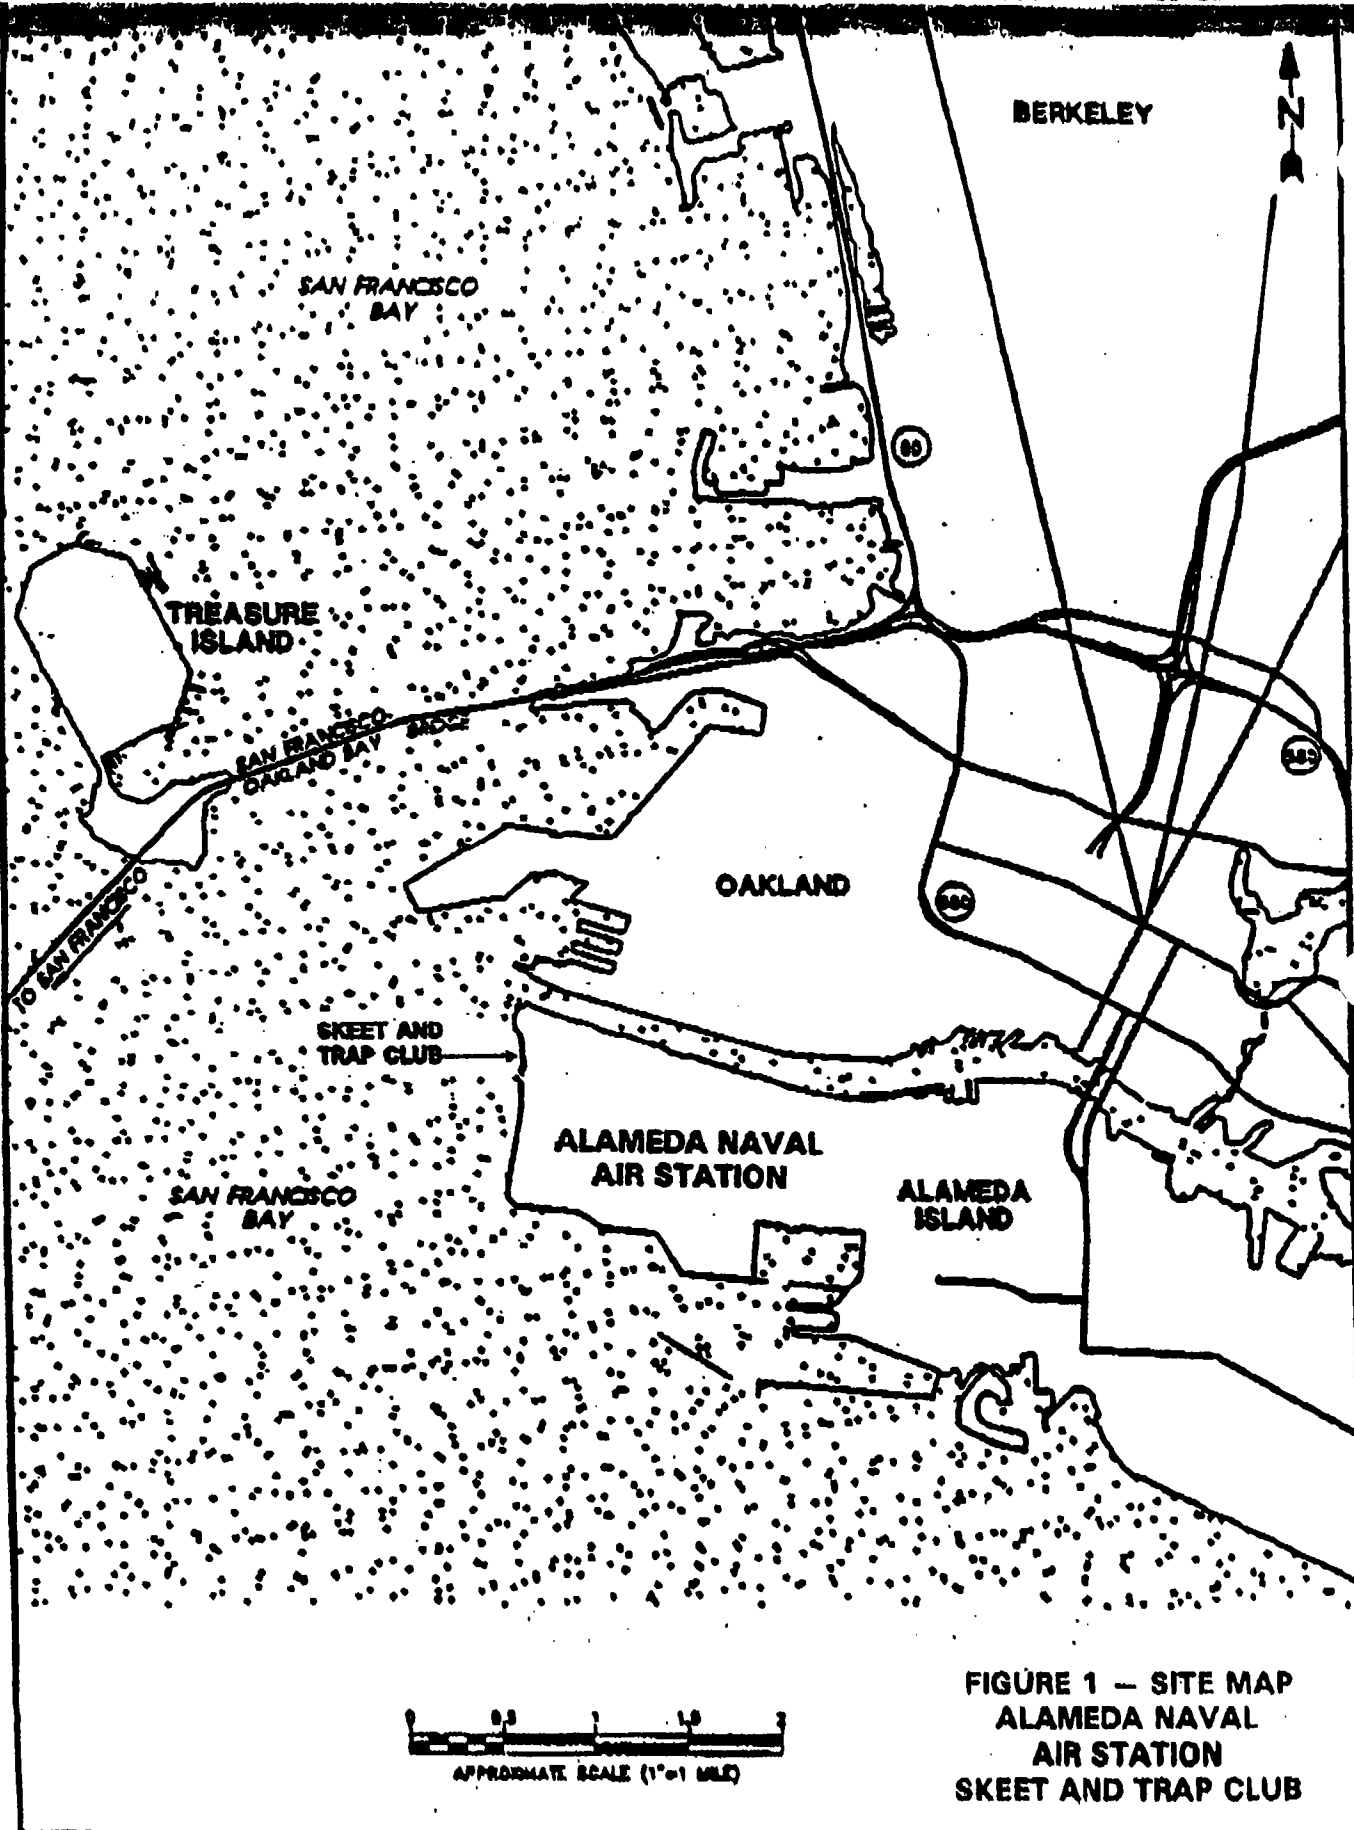 BERKELEY
N
SAN FRANCISCO
BAY
80
TREASURE
ISLAND
SAN FRANCISCO
OAKLAND BAY
BRIDGE
TO SAN FRANCISCO
OAKLAND
SKEET AND
TRAP CLUB
ALAMEDA NAVAL
AIR STATION
ALAMEDA
ISLAND
SAN FRANCISCO
BAY
0 0.5 1 1.5 2
APPROXIMATE SCALE (1"=1 MILE)
FIGURE 1 — SITE MAP
ALAMEDA NAVAL
AIR STATION
SKEET AND TRAP CLUB